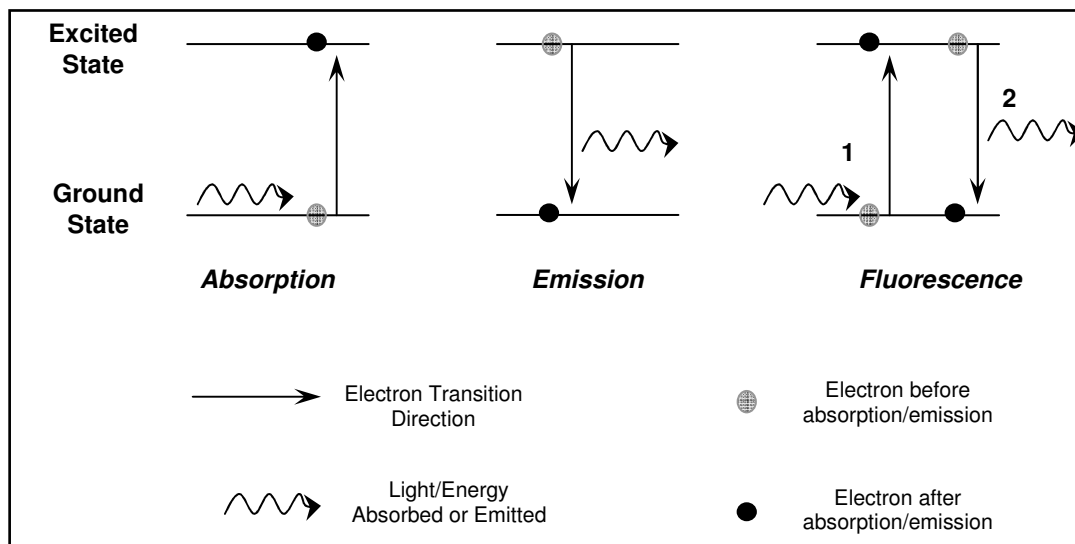 Excited
State
2
1
Ground
State
Absorption
Emission
Fluorescence
Electron Transition
Direction
Electron before
absorption/emission
Light/Energy
Absorbed or Emitted
Electron after
absorption/emission